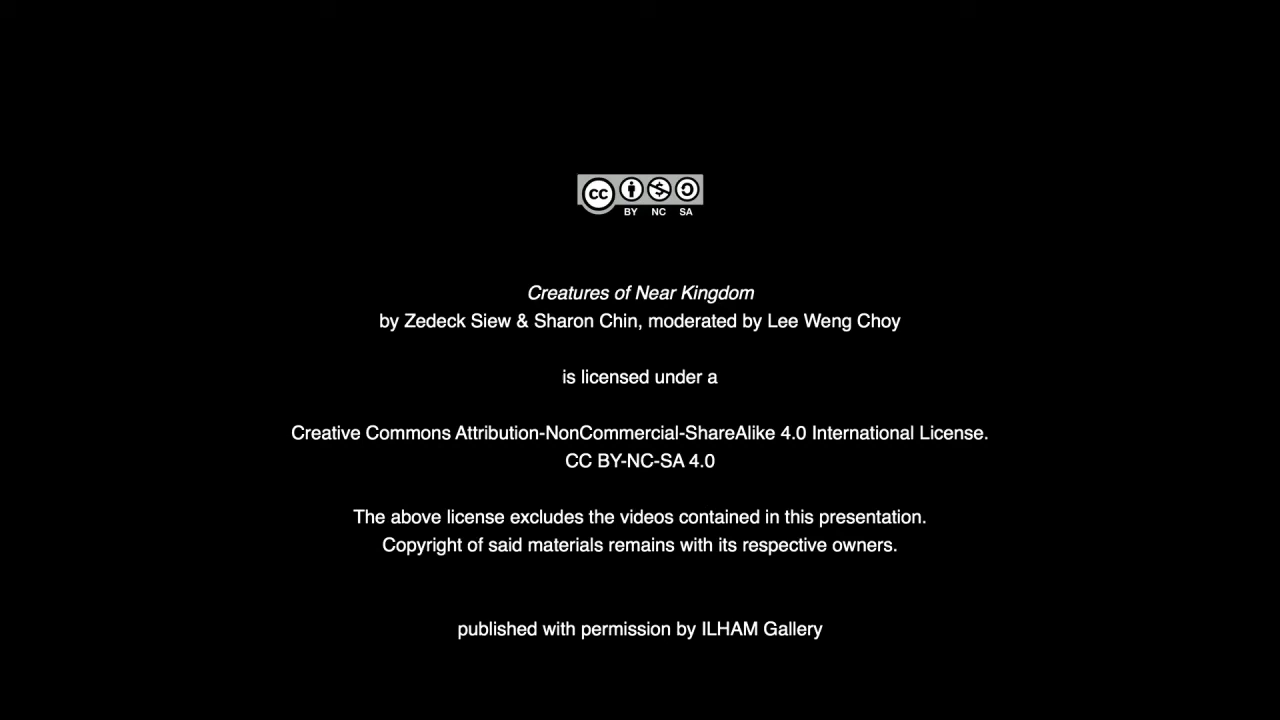 cc
BY NC SA
Creatures of Near Kingdom
by Zedeck Siew & Sharon Chin, moderated by Lee Weng Choy
is licensed under a
Creative Commons Attribution-NonCommercial-ShareAlike 4.0 International License.
CC BY-NC-SA 4.0
The above license excludes the videos contained in this presentation.
Copyright of said materials remains with its respective owners.
published with permission by ILHAM Gallery